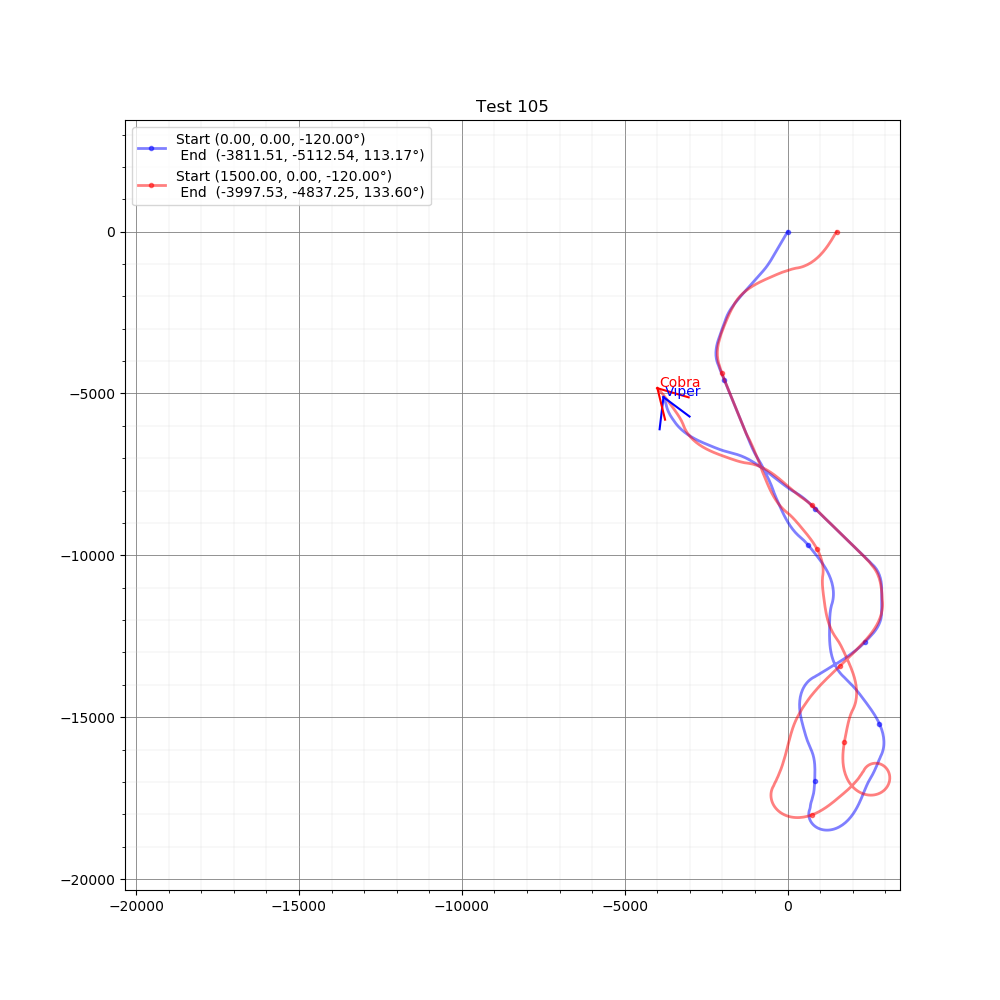 Test 105
Start (0.00, 0.00, -120.00°)
End (-3811.51, -5112.54, 113.17°)
Start (1500.00, 0.00, -120.00°)
End (-3997.53, -4837.25, 133.60°)
0
Cobra
Viper
−5000
−10000
−15000
−20000
−20000 −15000 −10000 −5000 0